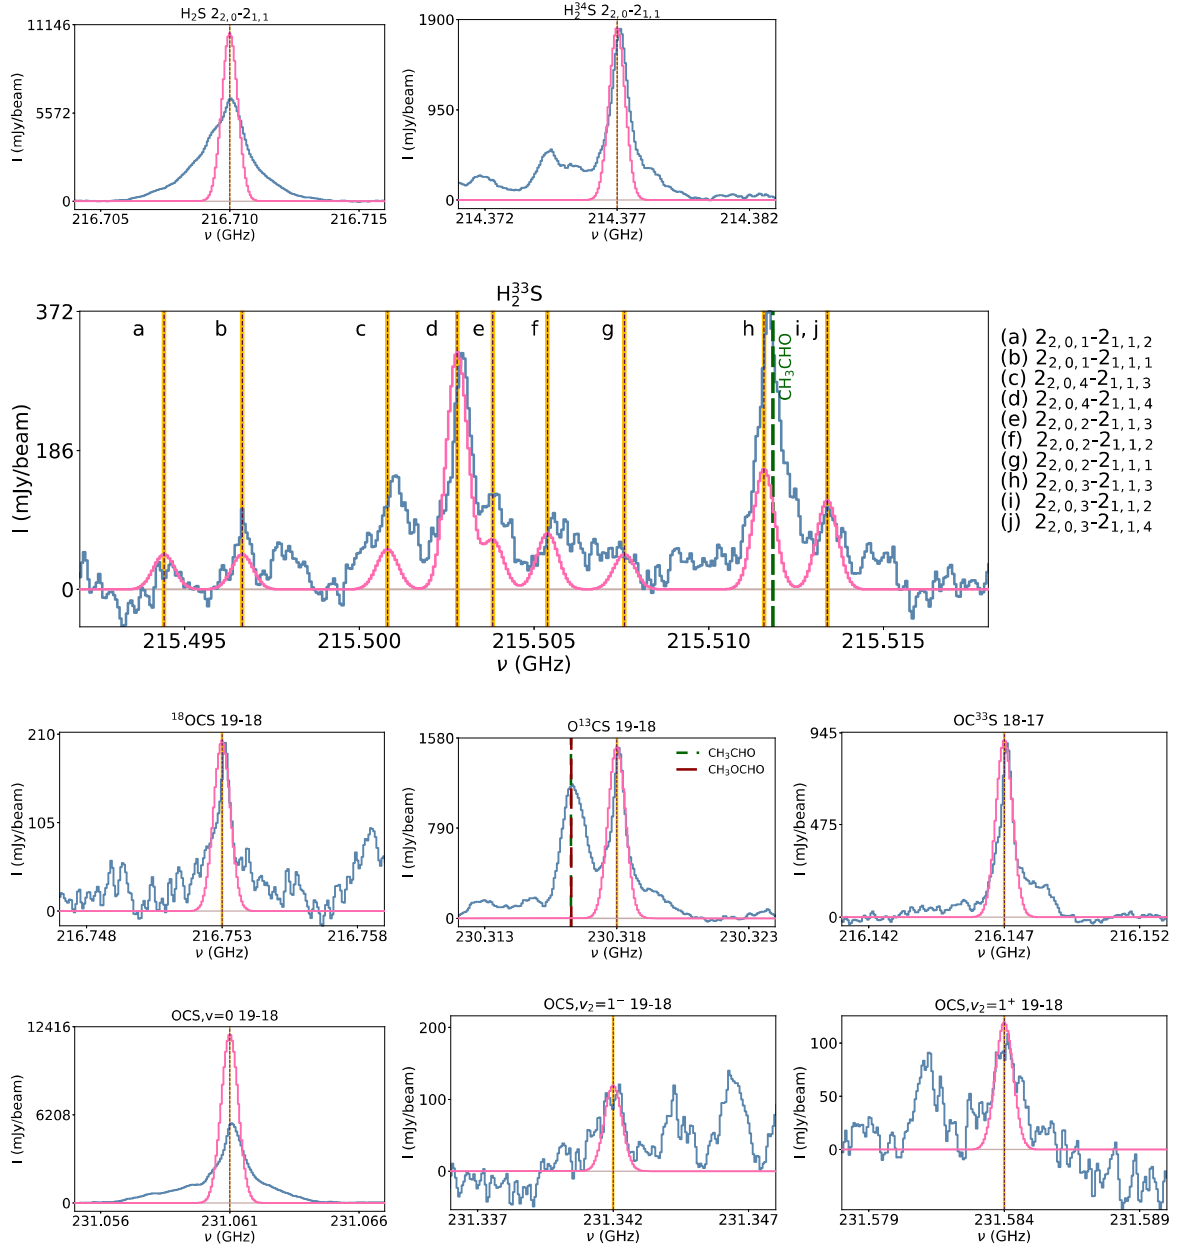 H₂S 2₂,₀-2₁,₁
11146
5572
0
I (mJy/beam)
216.705 216.710 216.715
ν (GHz)
H₂³⁴S 2₂,₀-2₁,₁
1900
950
0
I (mJy/beam)
214.372 214.377 214.382
ν (GHz)
H₂³³S
372
186
0
I (mJy/beam)
a b c d e f g h i, j
CH₃CHO
215.495 215.500 215.505 215.510 215.515
ν (GHz)
(a) 2₂,₀,₁-2₁,₁,₂
(b) 2₂,₀,₁-2₁,₁,₁
(c) 2₂,₀,₄-2₁,₁,₃
(d) 2₂,₀,₄-2₁,₁,₄
(e) 2₂,₀,₂-2₁,₁,₃
(f) 2₂,₀,₂-2₁,₁,₂
(g) 2₂,₀,₂-2₁,₁,₁
(h) 2₂,₀,₃-2₁,₁,₃
(i) 2₂,₀,₃-2₁,₁,₂
(j) 2₂,₀,₃-2₁,₁,₄
¹⁸OCS 19-18
210
105
0
I (mJy/beam)
216.748 216.753 216.758
ν (GHz)
O¹³CS 19-18
1580
790
0
I (mJy/beam)
CH₃CHO
CH₃OCHO
230.313 230.318 230.323
ν (GHz)
OC³³S 18-17
945
475
0
I (mJy/beam)
216.142 216.147 216.152
ν (GHz)
OCS,v=0 19-18
12416
6208
0
I (mJy/beam)
231.056 231.061 231.066
ν (GHz)
OCS,ν₂=1⁻ 19-18
200
100
0
I (mJy/beam)
231.337 231.342 231.347
ν (GHz)
OCS,ν₂=1⁺ 19-18
100
50
0
I (mJy/beam)
231.579 231.584 231.589
ν (GHz)